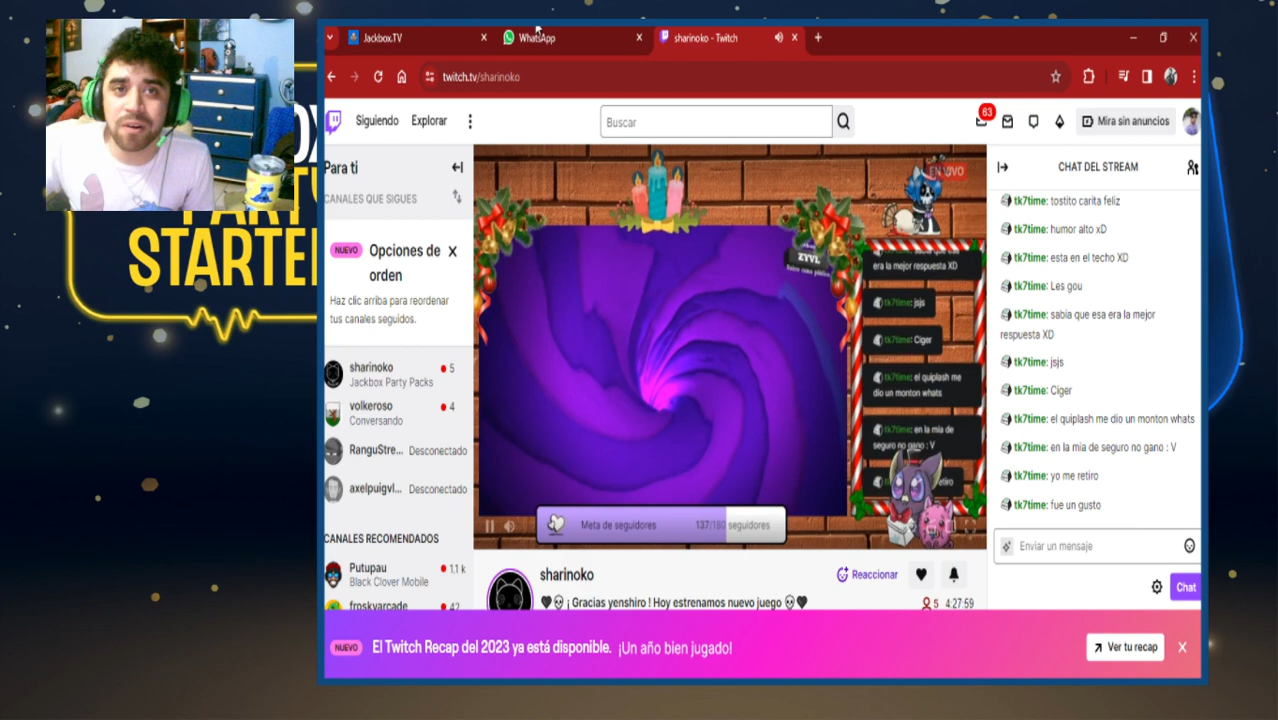 STARTE
Jackbox.TV
WhatsApp
sharinoko - Twitch
twitch.tv/sharinoko
Siguiendo
Explorar
Buscar
63
Mira sin anuncios
Para ti
CANALES QUE SIGUES
NUEVO
Opciones de
orden
Haz clic arriba para reordenar
tus canales seguidos.
sharinoko
5
Jackbox Party Packs
volkeroso
4
Conversando
RanguStre...
Desconectado
axelpuigvl...
Desconectado
CANALES RECOMENDADOS
Putupau
1,1 k
Black Clover Mobile
froskyarcade
42
EN VIVO
ZYVL
era la mejor respuesta XD
tk7time: jsjs
tk7time: Ciger
tk7time: el quiplash me
dio un monton whats
tk7time: en la mia de
seguro no gano : V
retiro
Meta de seguidores
137/180 seguidores
sharinoko
Reaccionar
¡ Gracias yenshiro ! Hoy estrenamos nuevo juego
5
4:27:59
CHAT DEL STREAM
tk7time: tostito carita feliz
tk7time: humor alto xD
tk7time: esta en el techo XD
tk7time: Les gou
tk7time: sabia que esa era la mejor
respuesta XD
tk7time: jsjs
tk7time: Ciger
tk7time: el quiplash me dio un monton whats
tk7time: en la mia de seguro no gano : V
tk7time: yo me retiro
tk7time: fue un gusto
Enviar un mensaje
Chat
NUEVO
El Twitch Recap del 2023 ya está disponible. ¡Un año bien jugado!
Ver tu recap